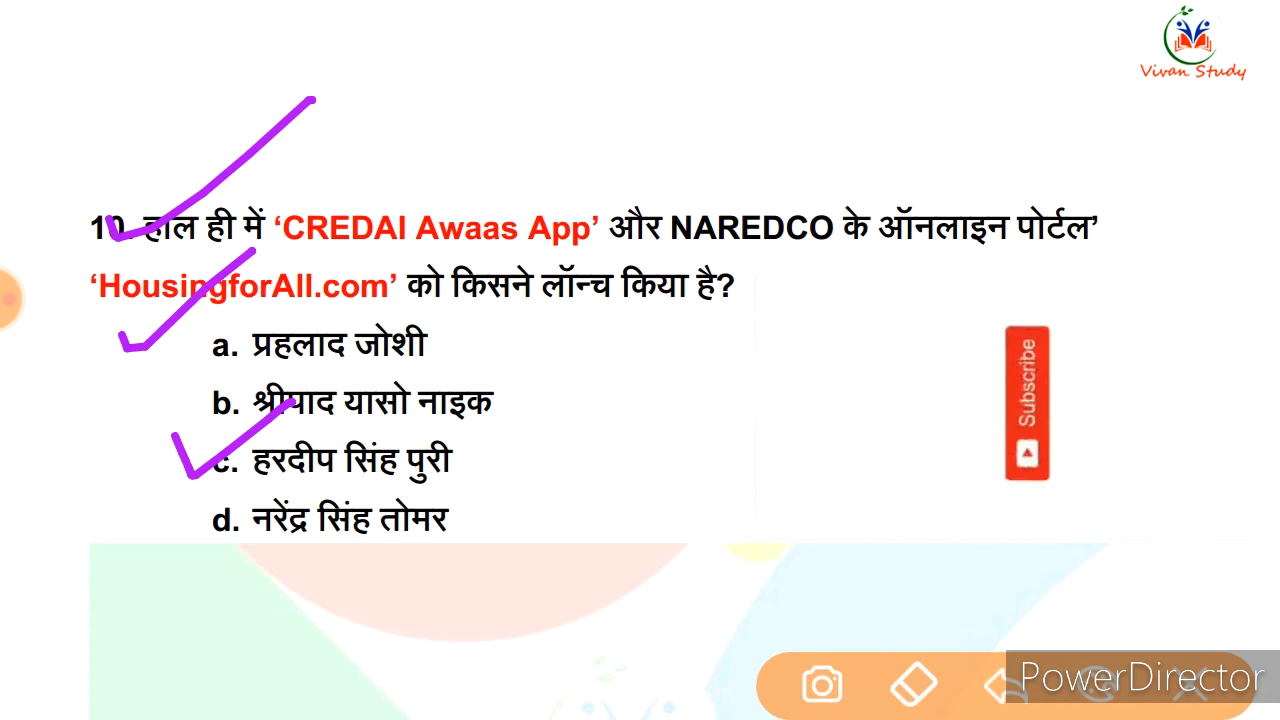 Vivan Study
10. हाल ही में ‘CREDAI Awaas App’ और NAREDCO के ऑनलाइन पोर्टल’
‘HousingforAll.com’ को किसने लॉन्च किया है?
a. प्रहलाद जोशी
b. श्रीपाद यासो नाइक
c. हरदीप सिंह पुरी
d. नरेंद्र सिंह तोमर
Subscribe
PowerDirector